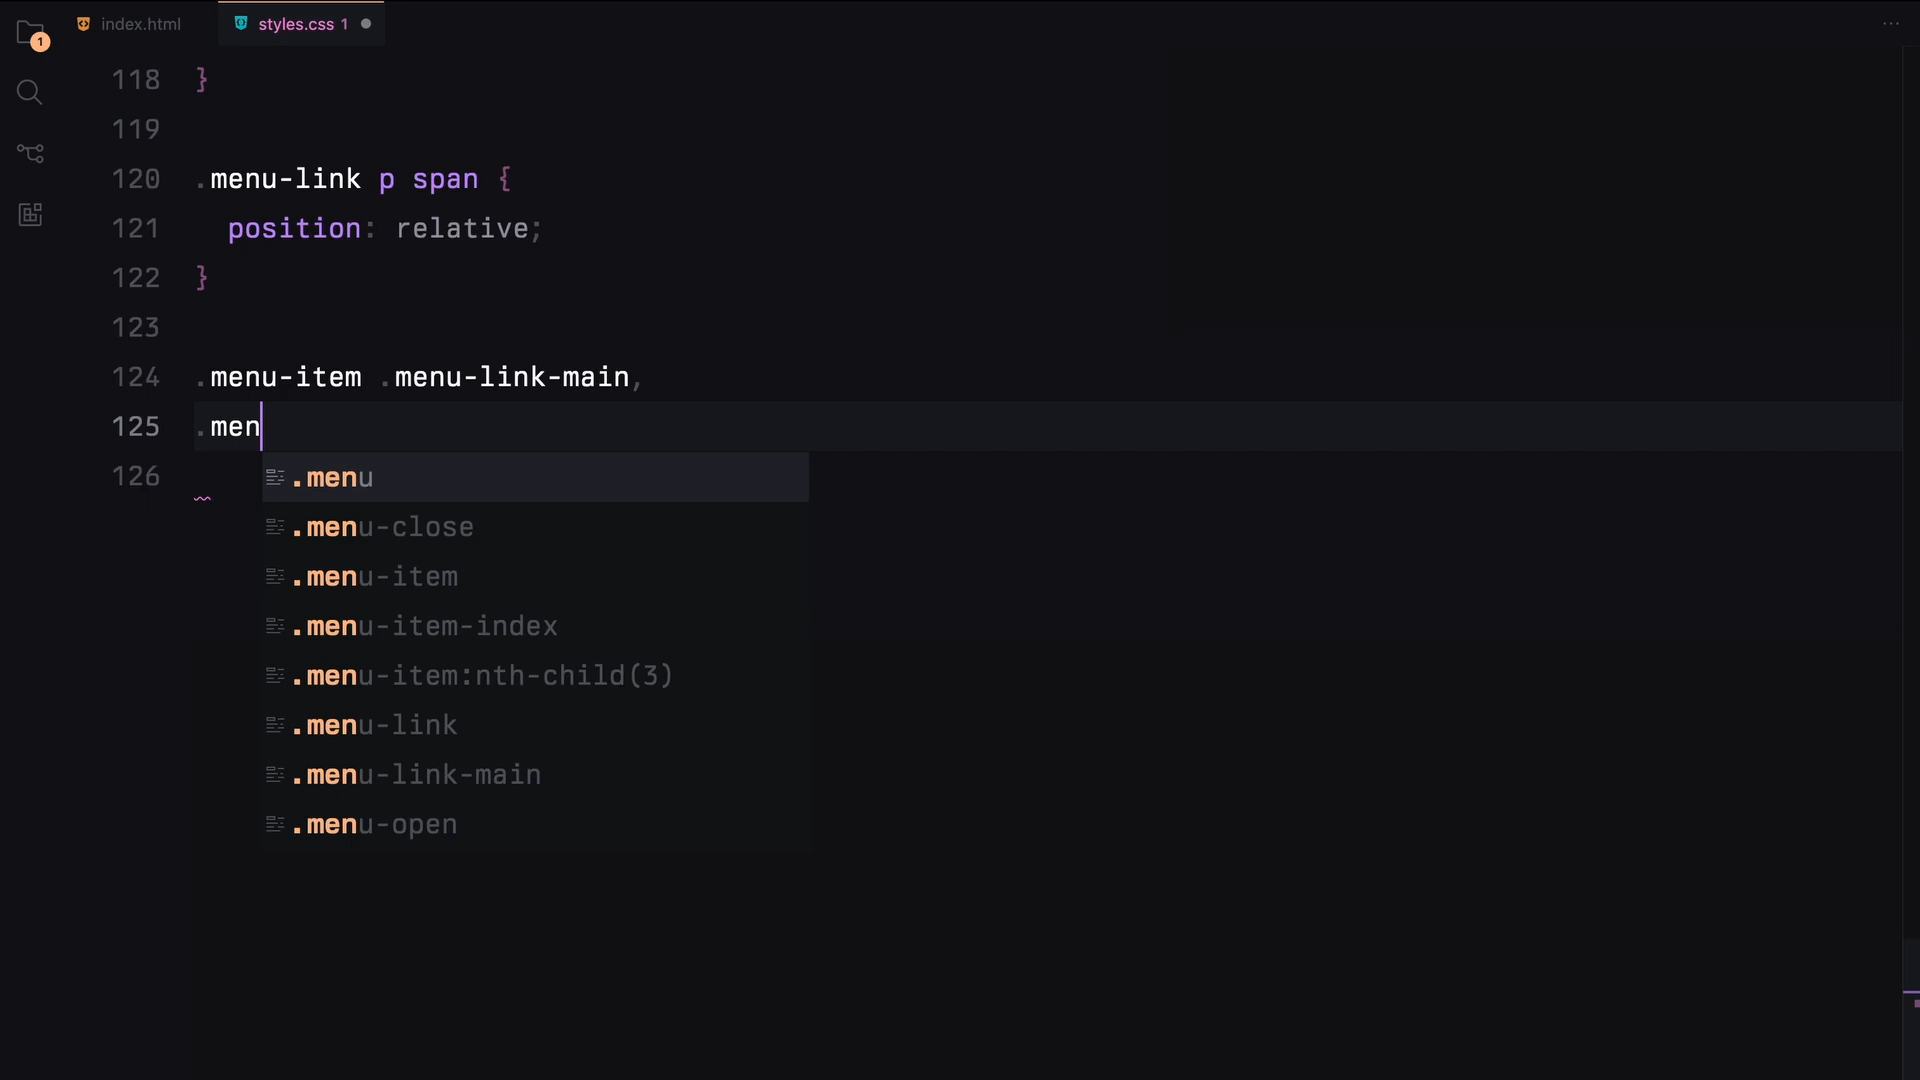 index.html
styles.css 1
1
118 }
119
120 .menu-link p span {
121 position: relative;
122 }
123
124 .menu-item .menu-link-main,
125 .men
126
.menu
.menu-close
.menu-item
.menu-item-index
.menu-item:nth-child(3)
.menu-link
.menu-link-main
.menu-open